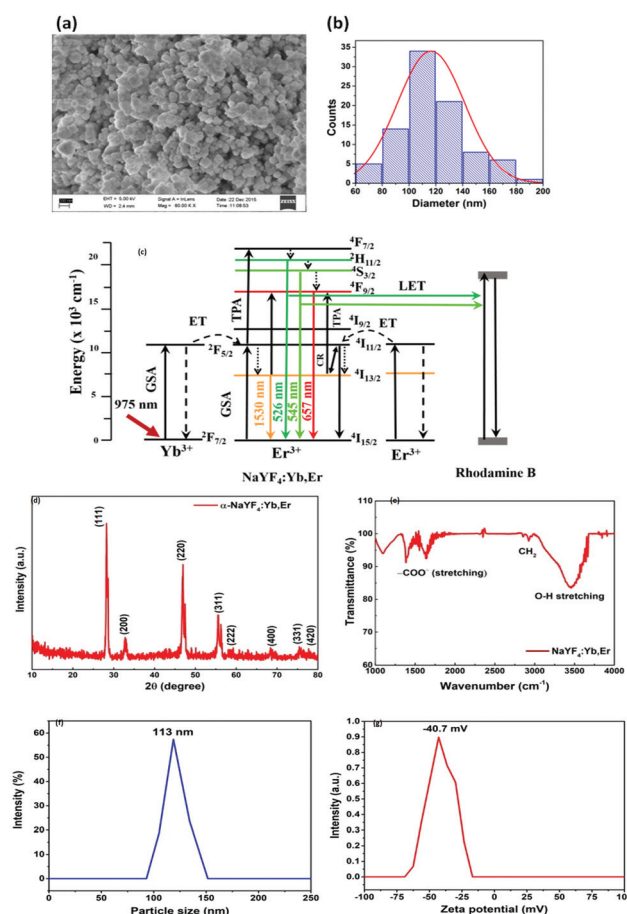 (a)
EHT = 5.00 kV
WD = 2.4 mm
Signal A = InLens
Mag = 60.00 K X
Date :22 Dec 2015
Time :11:08:53
ZEISS
(b)
Counts
35
30
25
20
15
10
5
0
60 80 100 120 140 160 180 200
Diameter (nm)
(c)
Energy (x 10³ cm⁻¹)
20
15
10
5
0
⁴F₇/₂
²H₁₁/₂
⁴S₃/₂
⁴F₉/₂
⁴I₉/₂
⁴I₁₁/₂
⁴I₁₃/₂
⁴I₁₅/₂
LET
TPA
TPA
ET
ET
²F₅/₂
²F₇/₂
CR
GSA
GSA
975 nm
1530 nm
526 nm
545 nm
657 nm
Yb³⁺
Er³⁺
Er³⁺
NaYF₄:Yb,Er
Rhodamine B
(d)
α-NaYF₄:Yb,Er
Intensity (a.u.)
(111)
(200)
(220)
(311)
(222)
(400)
(331)
(420)
10 20 30 40 50 60 70 80
2θ (degree)
(e)
Transmittance (%)
110
100
90
80
70
60
–COO⁻ (stretching)
CH₂
O-H stretching
NaYF₄:Yb,Er
1000 1500 2000 2500 3000 3500 4000
Wavenumber (cm⁻¹)
(f)
113 nm
Intensity (%)
60
50
40
30
20
10
0
0 50 100 150 200 250
Particle size (nm)
(g)
-40.7 mV
Intensity (a.u.)
1.0
0.9
0.8
0.7
0.6
0.5
0.4
0.3
0.2
0.1
0.0
-100 -75 -50 -25 0 25 50 75 100
Zeta potential (mV)